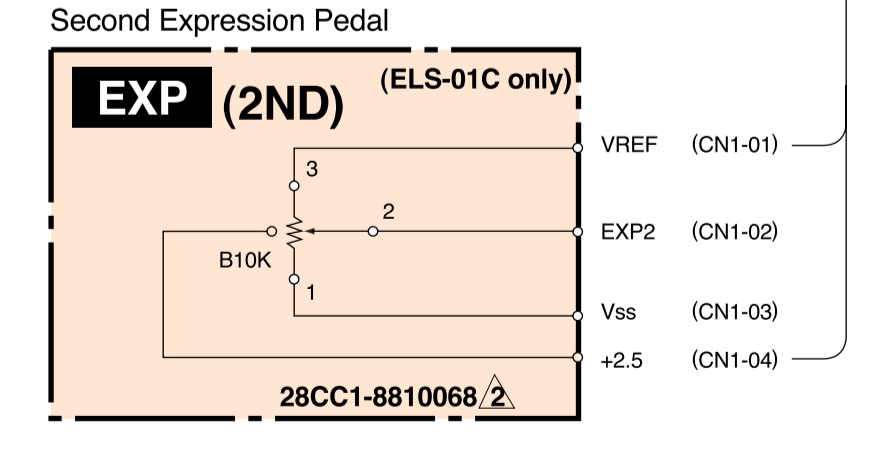 Second Expression Pedal
EXP (2ND) (ELS-01C only)
VREF (CN1-01)
3
2
EXP2 (CN1-02)
B10K
1
Vss (CN1-03)
+2.5 (CN1-04)
28CC1-8810068 2